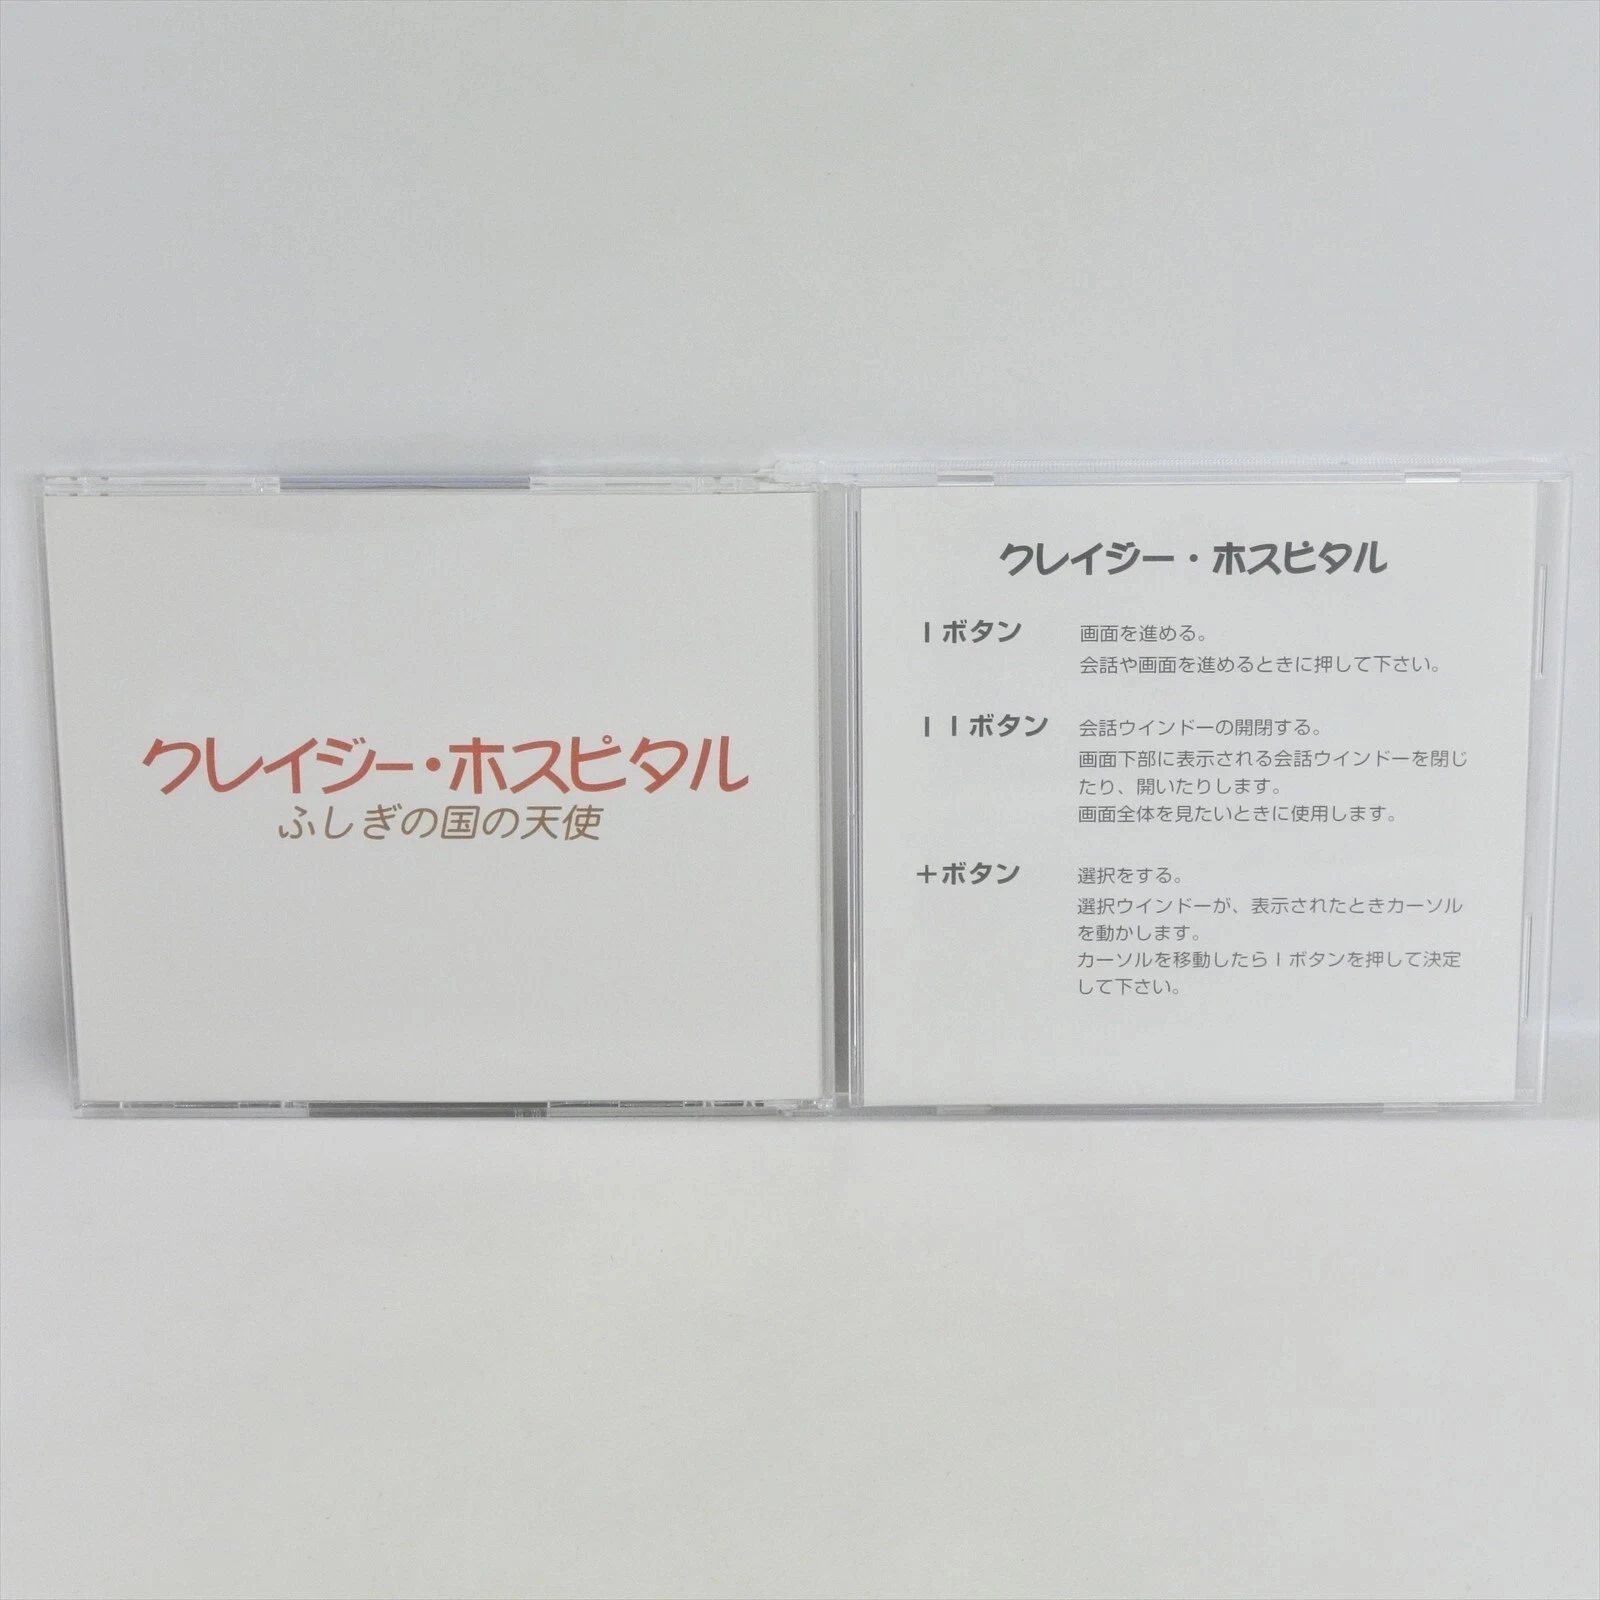 クレイジー・ホスピタル
ふしぎの国の天使
クレイジー・ホスピタル
Iボタン 画面を進める。
会話や画面を進めるときに押して下さい。
IIボタン 会話ウインドーの開閉する。
画面下部に表示される会話ウインドーを閉じ
たり、開いたりします。
画面全体を見たいときに使用します。
+ボタン 選択をする。
選択ウインドーが、表示されたときカーソル
を動かします。
カーソルを移動したらIボタンを押して決定
して下さい。